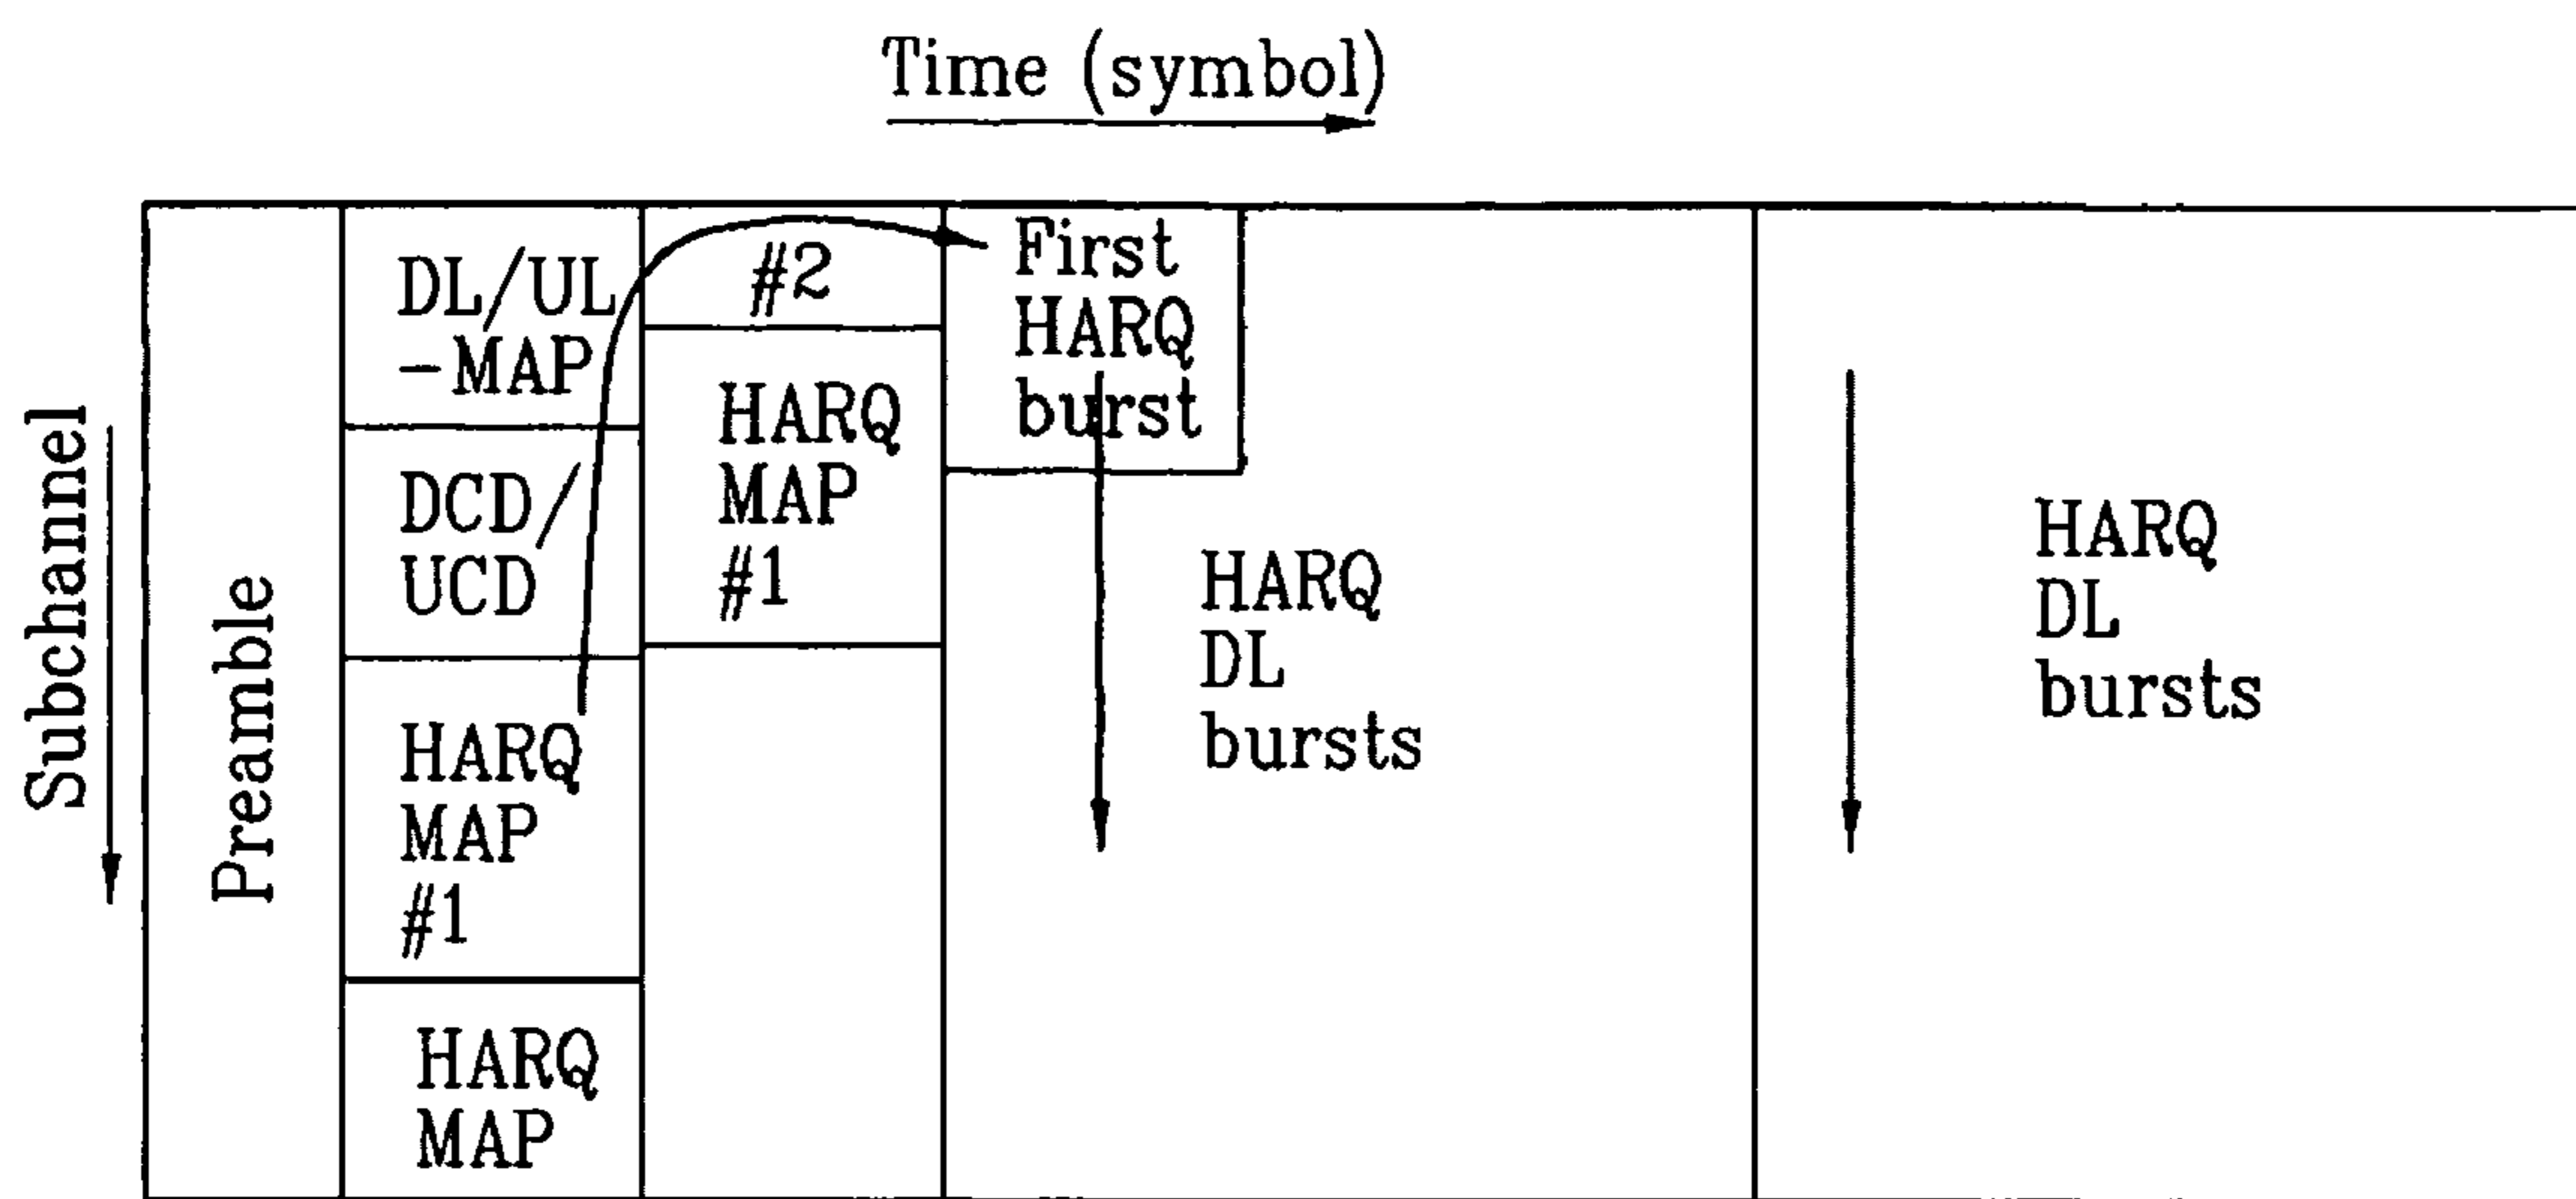 Time (symbol)
Subchannel
Preamble
DL/UL
-MAP
DCD/
UCD
HARQ
MAP
#1
HARQ
MAP
#2
HARQ
MAP
#1
First
HARQ
burst
HARQ
DL
bursts
HARQ
DL
bursts